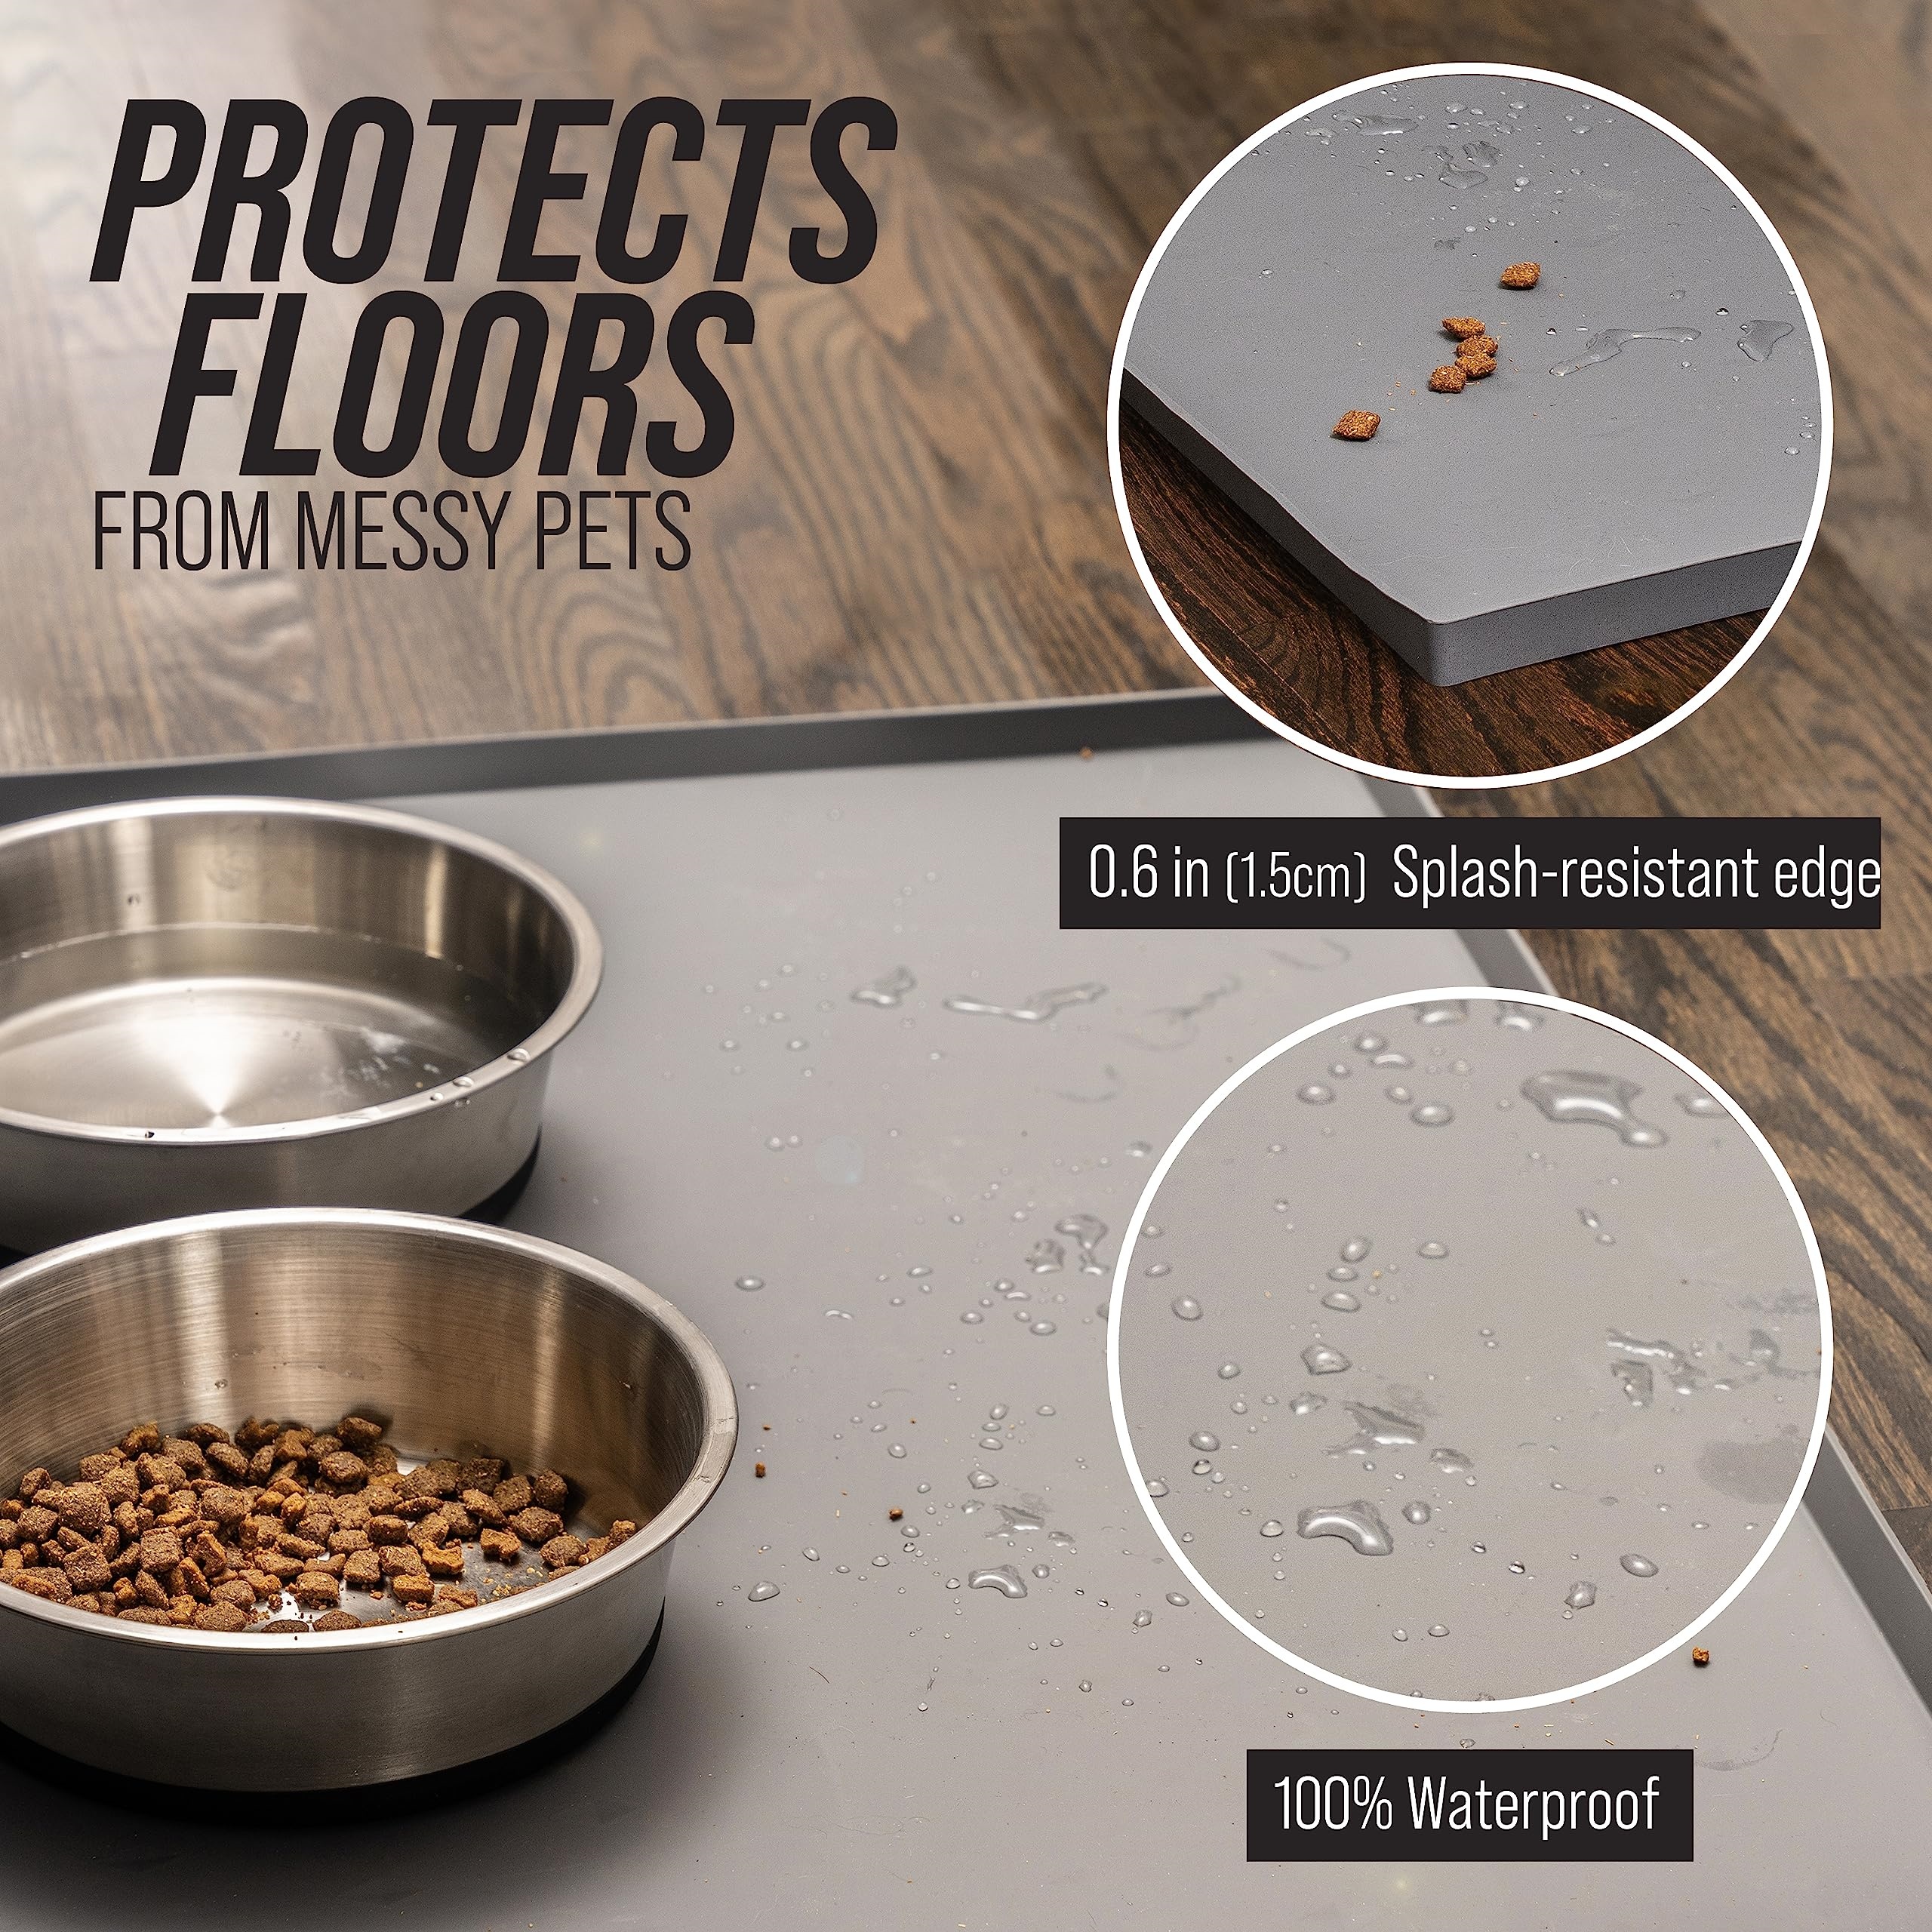 PROTECTS
FLOORS
FROM MESSY PETS
0.6 in (1.5cm) Splash-resistant edge
100% Waterproof